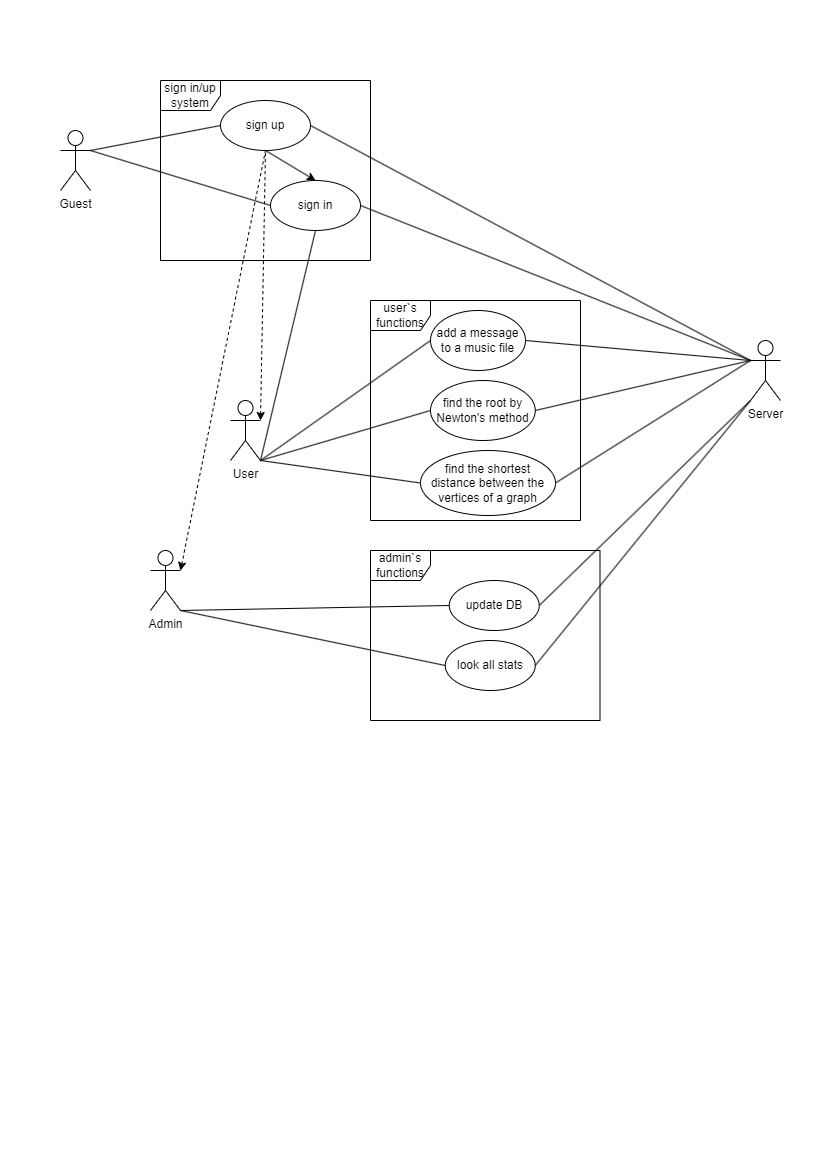 sign in/up
system
sign up
Guest
sign in
user`s
functions
add a message
to a music file
find the root by
Newton's method
Server
find the shortest
distance between the
vertices of a graph
User
admin`s
functions
update DB
Admin
look all stats